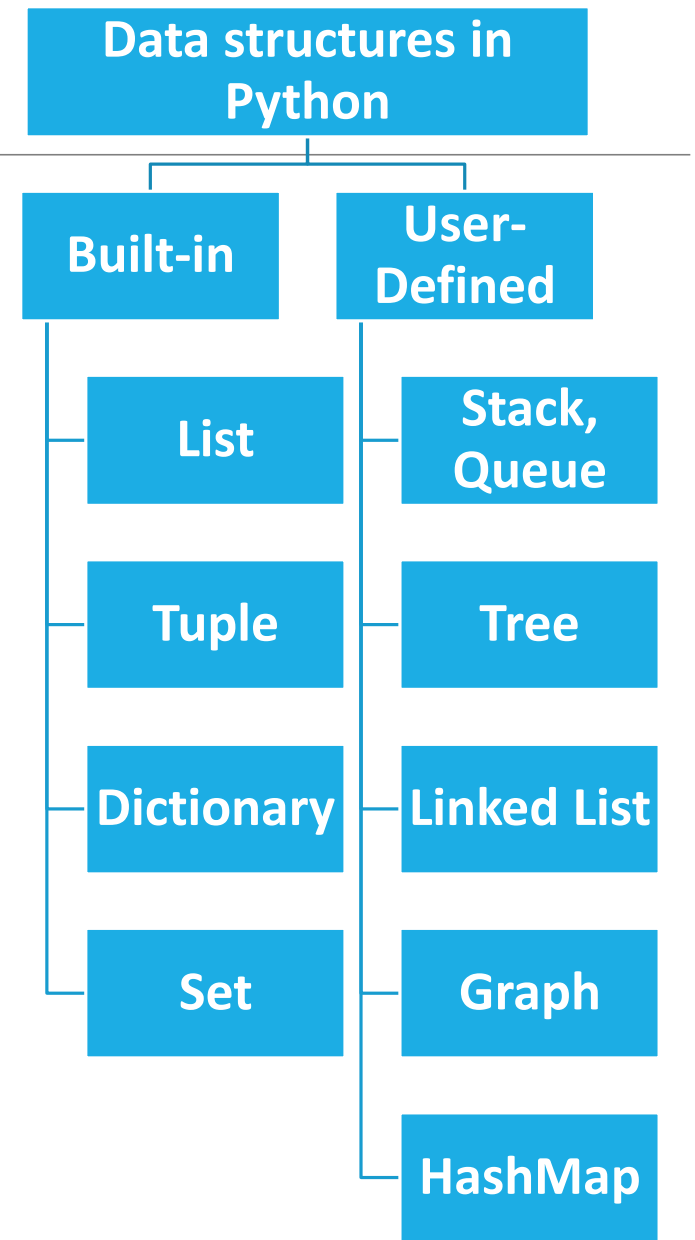 Data structures in
Python
Built-in
User-
Defined
List
Stack,
Queue
Tuple
Tree
Dictionary
Linked List
Set
Graph
HashMap